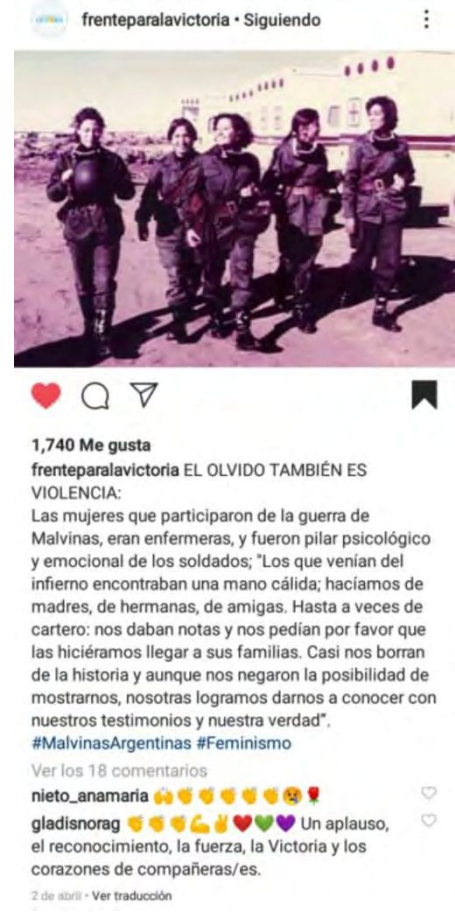 frenteparalavictoria • Siguiendo
1,740 Me gusta
frenteparalavictoria EL OLVIDO TAMBIÉN ES
VIOLENCIA:
Las mujeres que participaron de la guerra de
Malvinas, eran enfermeras, y fueron pilar psicológico
y emocional de los soldados; "Los que venían del
infierno encontraban una mano cálida; hacíamos de
madres, de hermanas, de amigas. Hasta a veces de
cartero: nos daban notas y nos pedían por favor que
las hiciéramos llegar a sus familias. Casi nos borran
de la historia y aunque nos negaron la posibilidad de
mostrarnos, nosotras logramos darnos a conocer con
nuestros testimonios y nuestra verdad".
#MalvinasArgentinas #Feminismo
Ver los 18 comentarios
nieto_anamaria 🙌👏👏👏👏👏😢🌹
gladisnorag 👏👏👏💪✌️❤️💚💜 Un aplauso,
el reconocimiento, la fuerza, la Victoria y los
corazones de compañeras/es.
2 de abril • Ver traducción